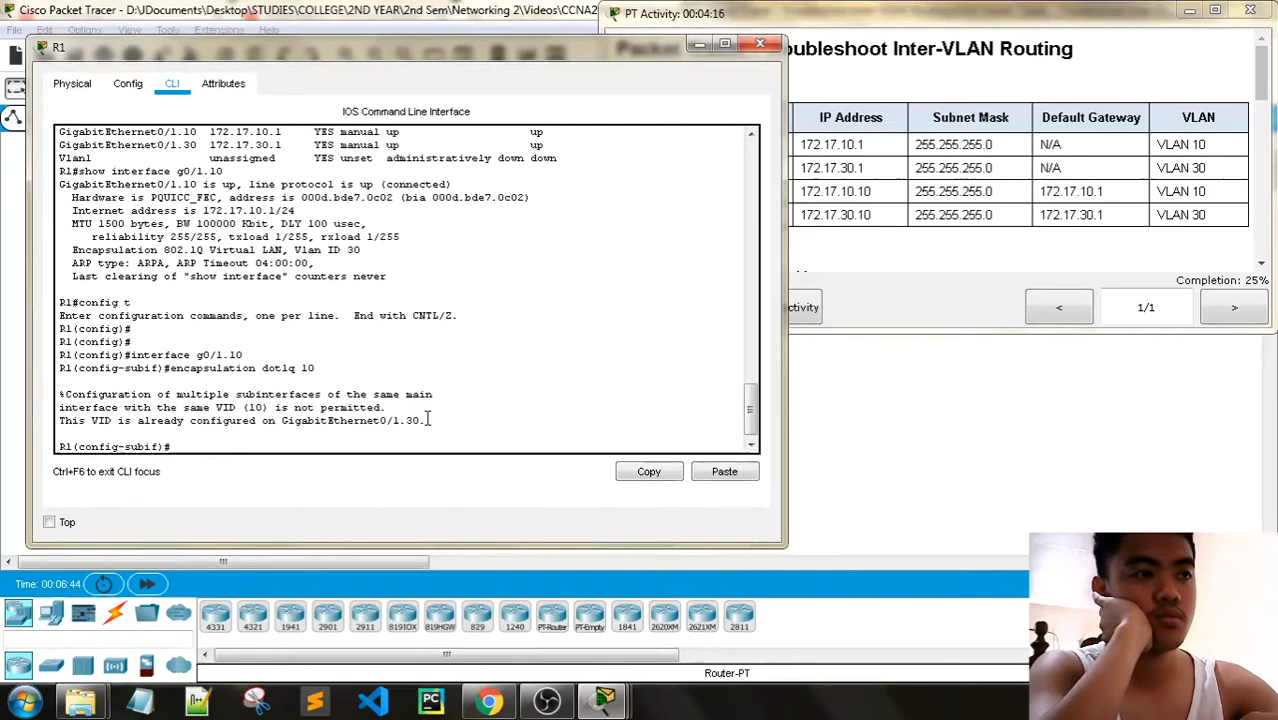 Cisco Packet Tracer - D:\JDocuments\Desktop\STUDIES\COLLEGE\2ND YEAR\2nd Sem\Networking 2\Videos\CCNA2
PT Activity: 00:04:16
File Edit Options View Tools Extensions Help
R1
Packet
oubleshoot Inter-VLAN Routing
Physical Config CLI Attributes
IOS Command Line Interface
GigabitEthernet0/1.10 172.17.10.1 YES manual up up
GigabitEthernet0/1.30 172.17.30.1 YES manual up up
Vlan1 unassigned YES unset administratively down down
R1#show interface g0/1.10
GigabitEthernet0/1.10 is up, line protocol is up (connected)
Hardware is PQUICC_FEC, address is 000d.bde7.0c02 (bia 000d.bde7.0c02)
Internet address is 172.17.10.1/24
MTU 1500 bytes, BW 100000 Kbit, DLY 100 usec,
reliability 255/255, txload 1/255, rxload 1/255
Encapsulation 802.1Q Virtual LAN, Vlan ID 30
ARP type: ARPA, ARP Timeout 04:00:00,
Last clearing of "show interface" counters never
R1#config t
Enter configuration commands, one per line. End with CNTL/Z.
R1(config)#
R1(config)#
R1(config)#interface g0/1.10
R1(config-subif)#encapsulation dot1q 10
%Configuration of multiple subinterfaces of the same main
interface with the same VID (10) is not permitted.
This VID is already configured on GigabitEthernet0/1.30.
R1(config-subif)#
Ctrl+F6 to exit CLI focus
Copy Paste
Top
IP Address Subnet Mask Default Gateway VLAN
172.17.10.1 255.255.255.0 N/A VLAN 10
172.17.30.1 255.255.255.0 N/A VLAN 30
172.17.10.10 255.255.255.0 172.17.10.1 VLAN 10
172.17.30.10 255.255.255.0 172.17.30.1 VLAN 30
Completion: 25%
ctivity < 1/1 >
Time: 00:06:44
4331 4321 1941 2901 2911 819IOX 819HGW 829 1240 PT-Router PT-Empty 1841 2620XM 2621XM 2811
Router-PT
PC